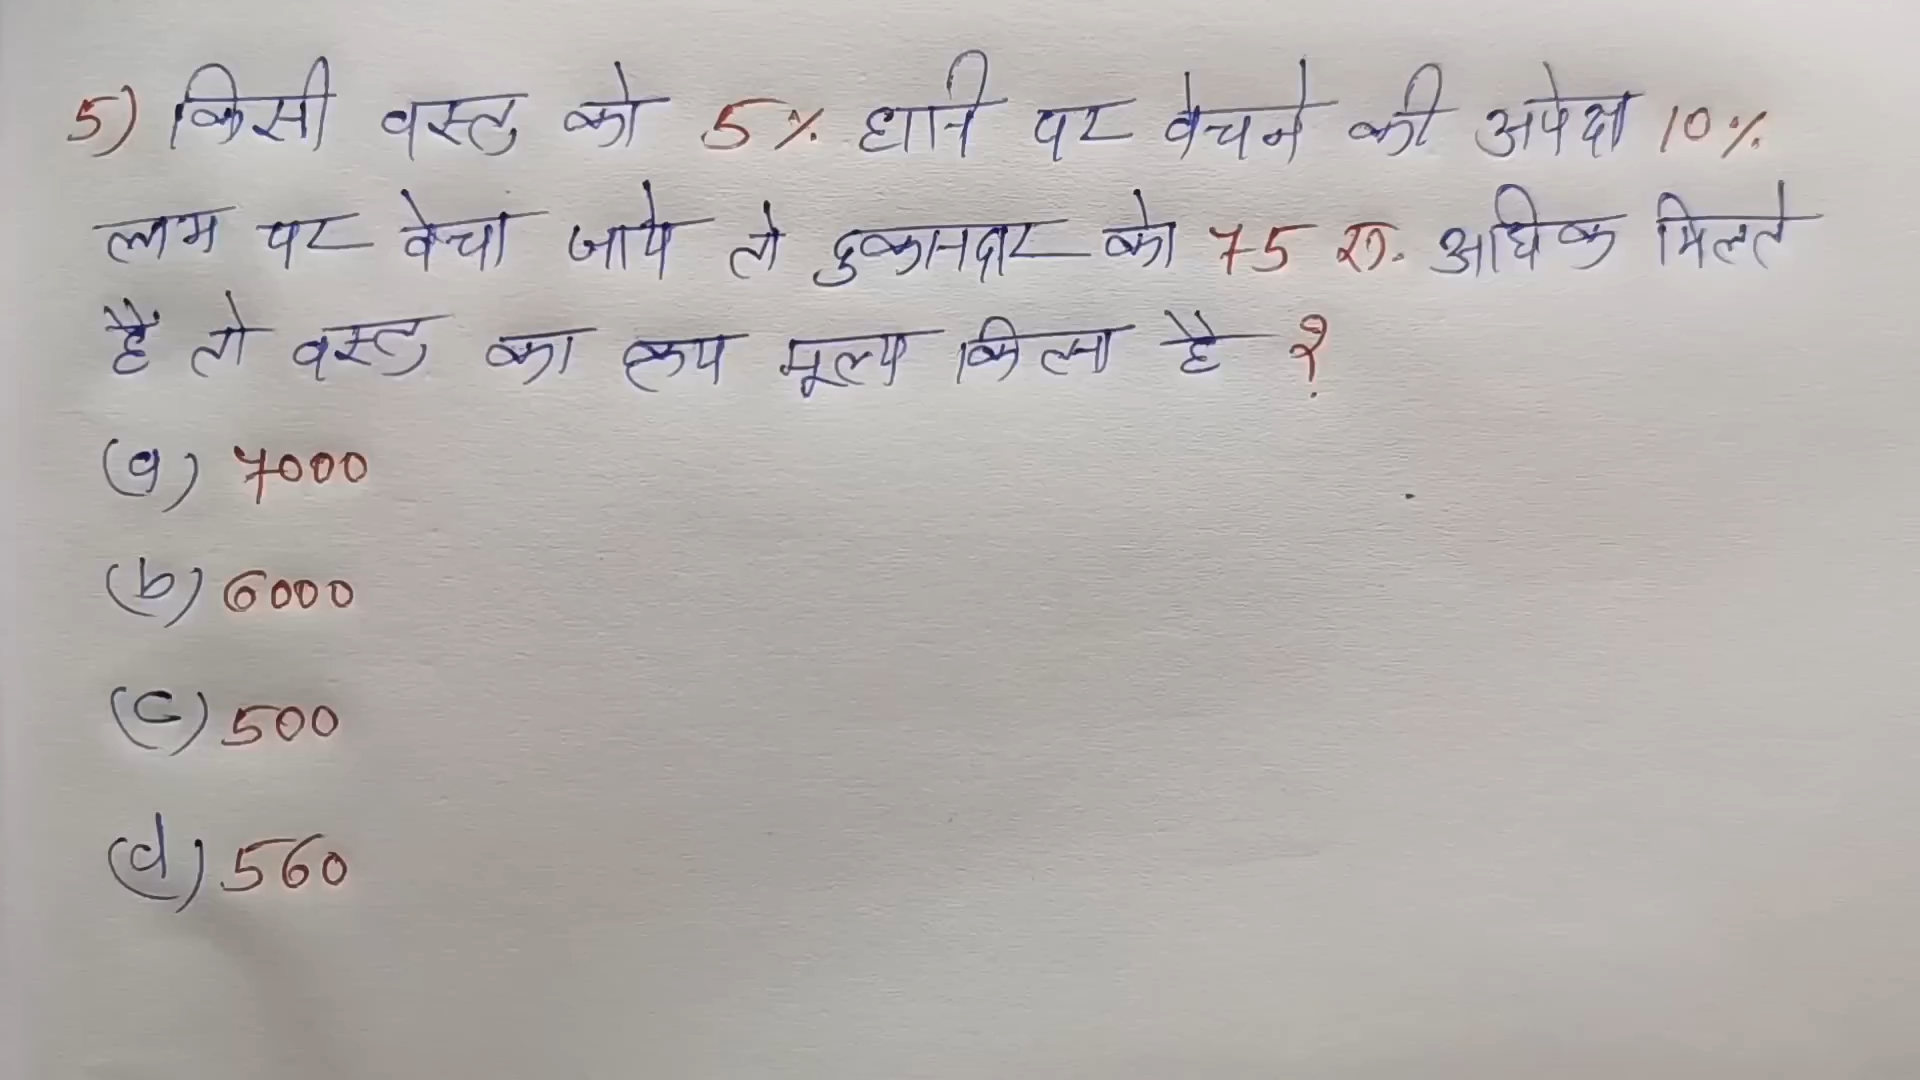 5) किसी वस्तु को 5% हानि पर बेचने की अपेक्षा 10%
लाभ पर बेचा जाये तो दुकानदार को 75 रु. अधिक मिलते
है तो वस्तु का क्रय मूल्य कितना है ?
(a) 7000
(b) 6000
(c) 500
(d) 560